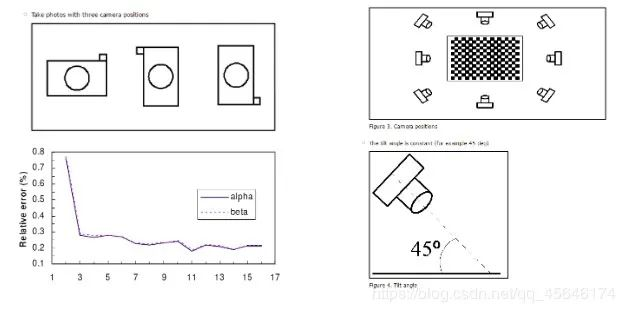 Take photos with three camera positions
0.8
0.7
0.6
0.5
0.4
0.3
0.2
0.1
Relative error (%)
alpha
beta
1 3 5 7 9 11 13 15 17
Figure 3. Camera positions
The tilt angle is constant (for example 45 deg)
45º
Figure 4. Tilt angle
https://blog.csdn.net/qq_45646174